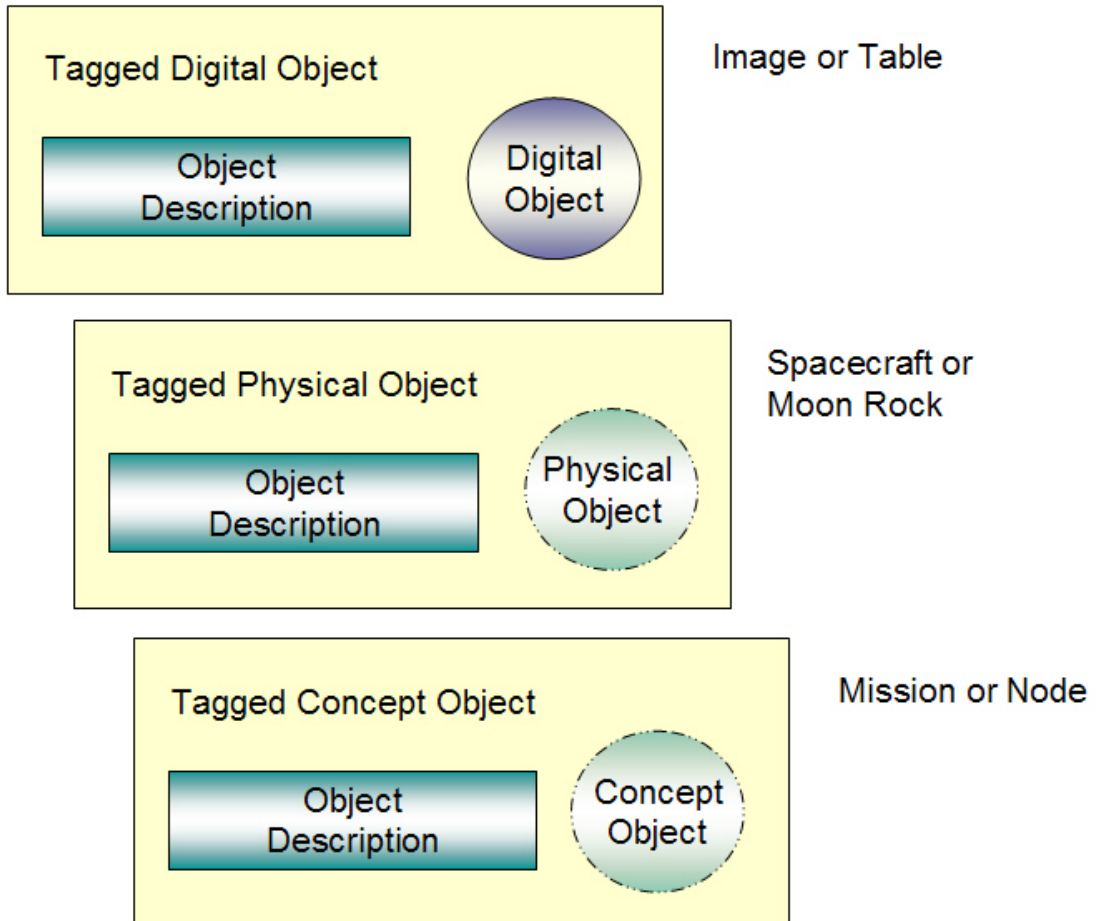 Tagged Digital Object
Image or Table
Object
Description
Digital
Object
Tagged Physical Object
Spacecraft or
Moon Rock
Object
Description
Physical
Object
Tagged Concept Object
Mission or Node
Object
Description
Concept
Object